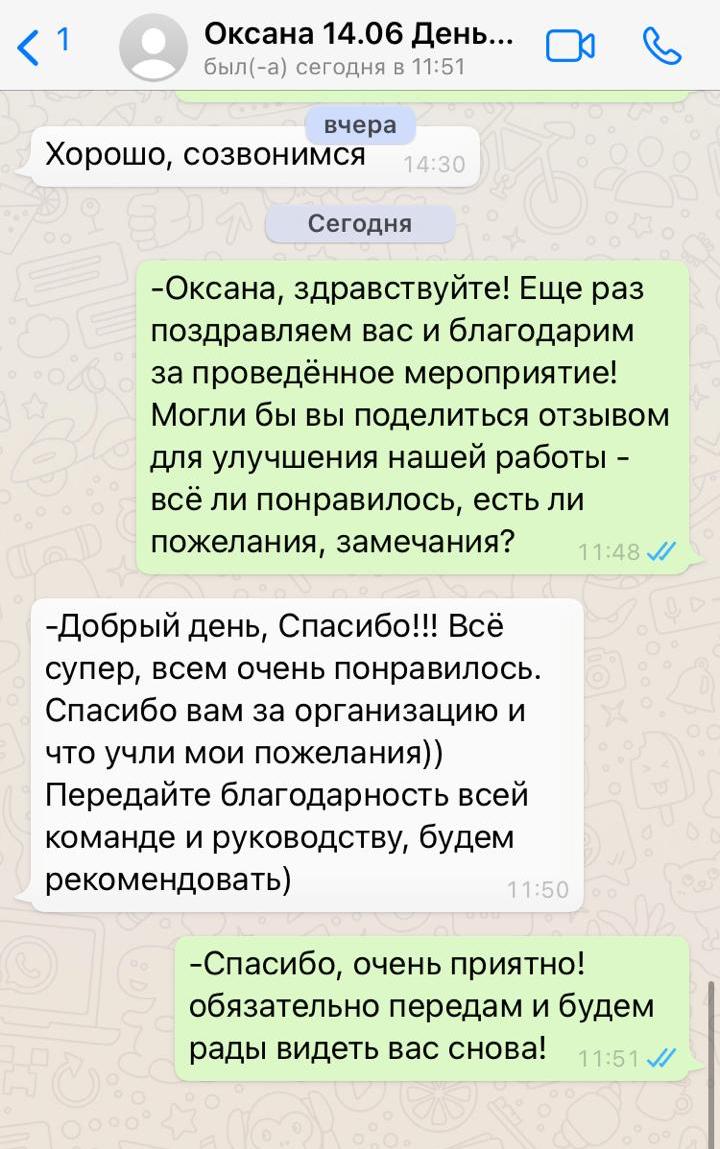 1
Оксана 14.06 День...
был(-а) сегодня в 11:51
вчера
Хорошо, созвонимся 14:30
Сегодня
-Оксана, здравствуйте! Еще раз
поздравляем вас и благодарим
за проведённое мероприятие!
Могли бы вы поделиться отзывом
для улучшения нашей работы -
всё ли понравилось, есть ли
пожелания, замечания? 11:48
-Добрый день, Спасибо!!! Всё
супер, всем очень понравилось.
Спасибо вам за организацию и
что учли мои пожелания))
Передайте благодарность всей
команде и руководству, будем
рекомендовать) 11:50
-Спасибо, очень приятно!
обязательно передам и будем
рады видеть вас снова! 11:51